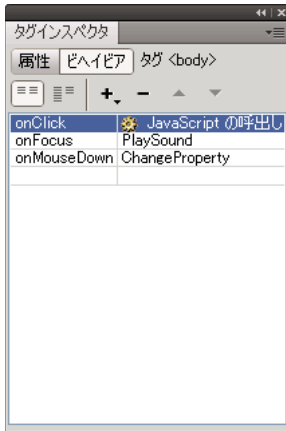 タグインスペクタ
属性 ビヘイビア タグ <body>
onClick JavaScript の呼出し
onFocus PlaySound
onMouseDown ChangeProperty